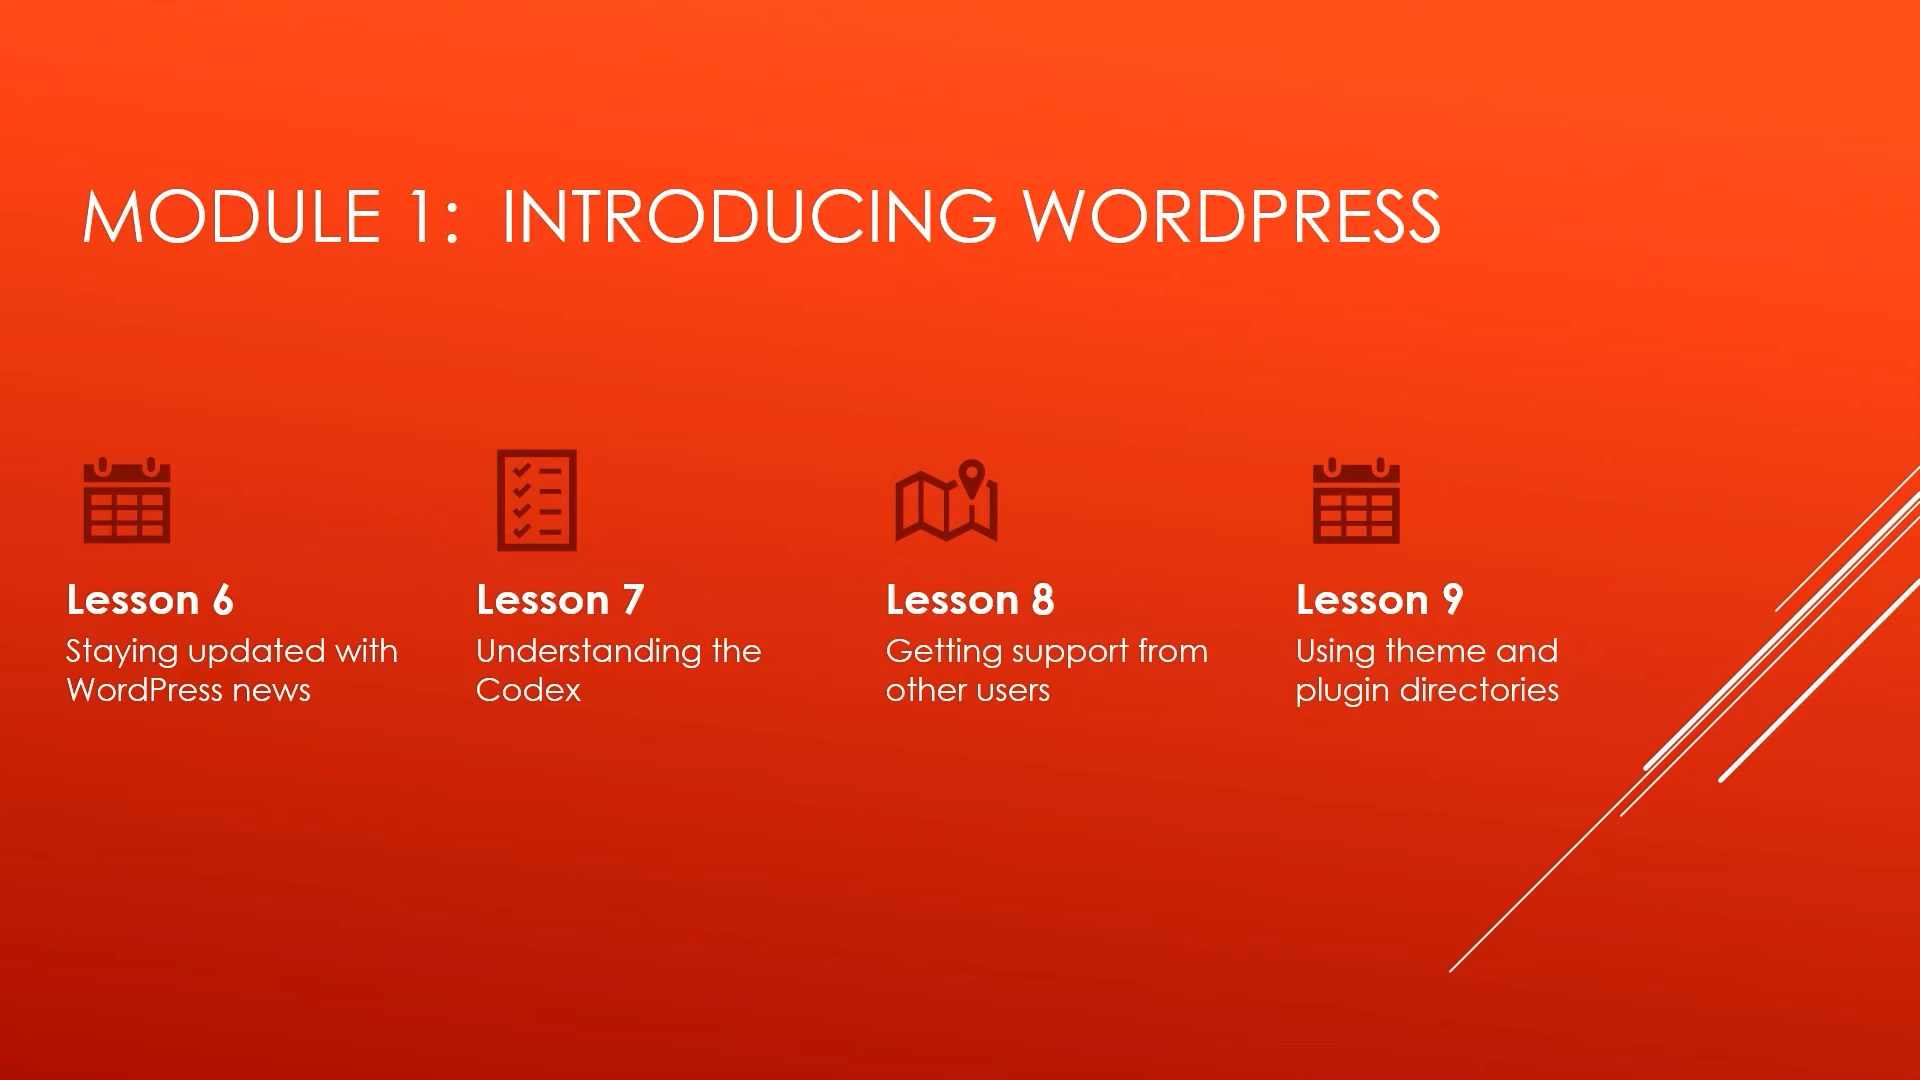 MODULE 1: INTRODUCING WORDPRESS
Lesson 6
Staying updated with
WordPress news
Lesson 7
Understanding the
Codex
Lesson 8
Getting support from
other users
Lesson 9
Using theme and
plugin directories